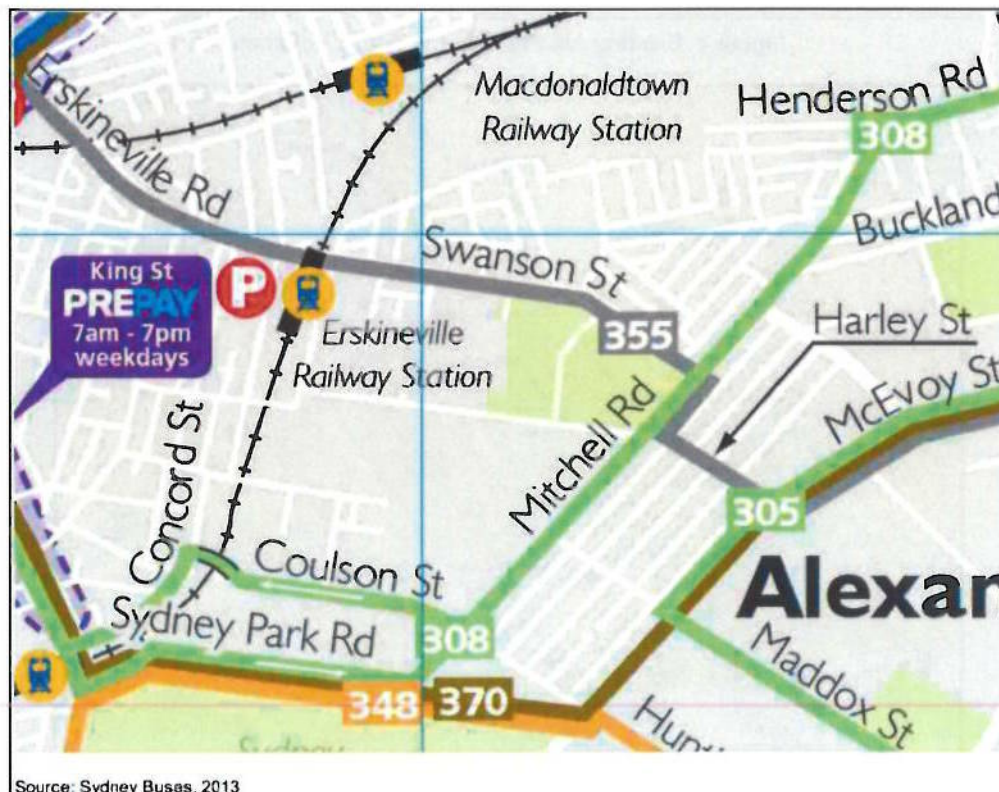 Macdonaldtown
Railway Station
Henderson Rd
308
Erskineville Rd
Buckland
Swanson St
King St
PREPAY
7am - 7pm
weekdays
P
355
Harley St
Erskineville
Railway Station
McEvoy St
Mitchell Rd
Concord St
305
Coulson St
Alexan
Sydney Park Rd
308
Maddox St
348
370
Hunt
Sydney
Source: Sydney Buses, 2013